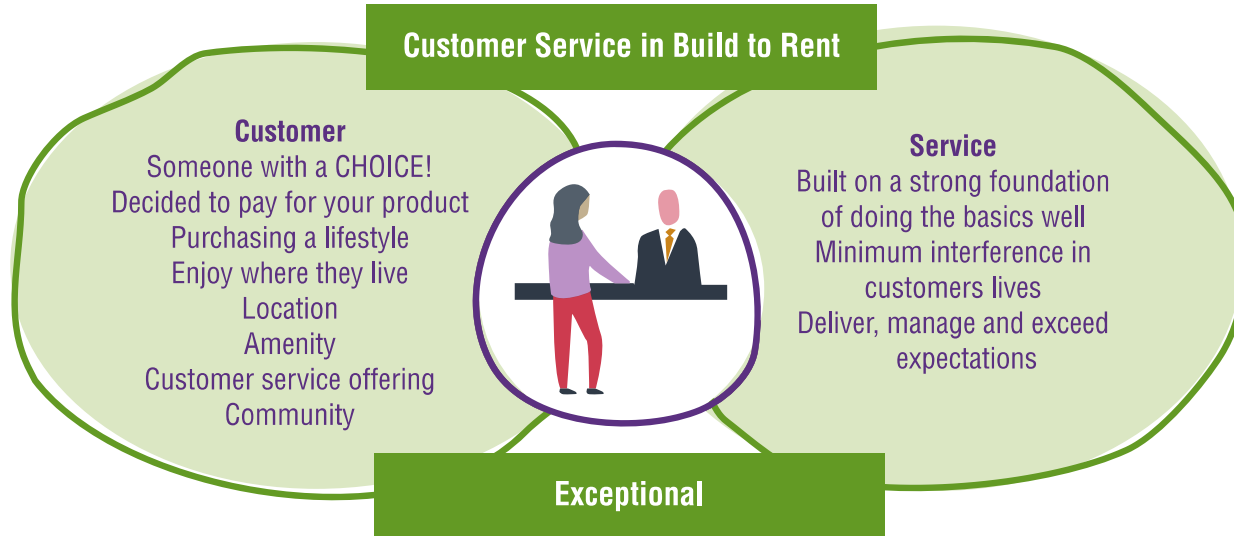 Customer Service in Build to Rent
Customer
Someone with a CHOICE!
Decided to pay for your product
Purchasing a lifestyle
Enjoy where they live
Location
Amenity
Customer service offering
Community
Service
Built on a strong foundation
of doing the basics well
Minimum interference in
customers lives
Deliver, manage and exceed
expectations
Exceptional